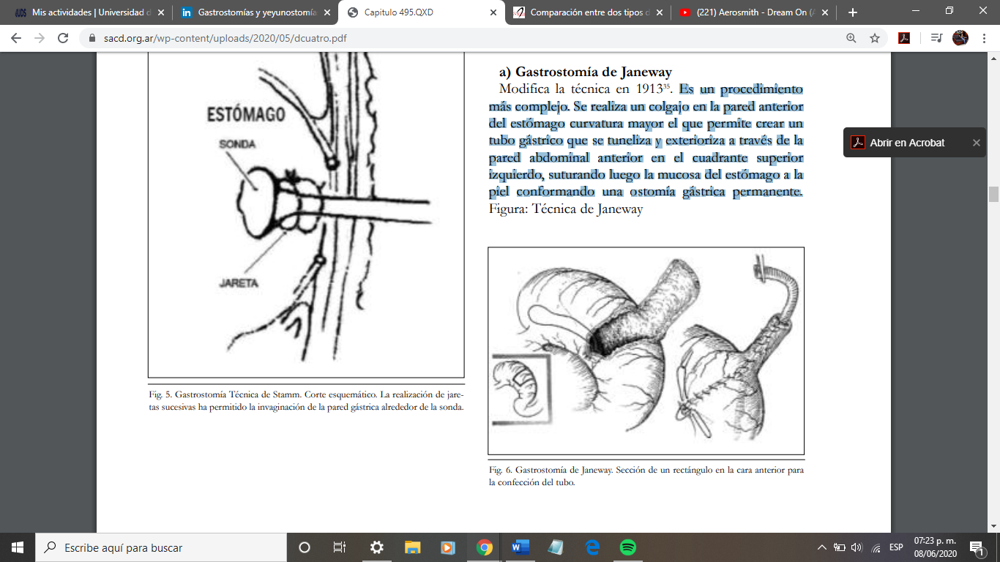 Mis actividades | Universidad d
Gastrostomías y yeyunostomía
Capitulo 495.QXD
Comparación entre dos tipos d
(221) Aerosmith - Dream On (A
sacd.org.ar/wp-content/uploads/2020/05/dcuatro.pdf
ESTÓMAGO
SONDA
JARETA
Fig. 5. Gastrostomía Técnica de Stamm. Corte esquemático. La realización de jare-
tas sucesivas ha permitido la invaginación de la pared gástrica alrededor de la sonda.
a) Gastrostomía de Janeway
Modifica la técnica en 1913³⁵. Es un procedimiento
más complejo. Se realiza un colgajo en la pared anterior
del estómago curvatura mayor el que permite crear un
tubo gástrico que se tuneliza y exterioriza a través de la
pared abdominal anterior en el cuadrante superior
izquierdo, suturando luego la mucosa del estómago a la
piel conformando una ostomía gástrica permanente.
Figura: Técnica de Janeway
Fig. 6. Gastrostomía de Janeway. Sección de un rectángulo en la cara anterior para
la confección del tubo.
Abrir en Acrobat
Escribe aquí para buscar
ESP
07:23 p. m.
08/06/2020
1